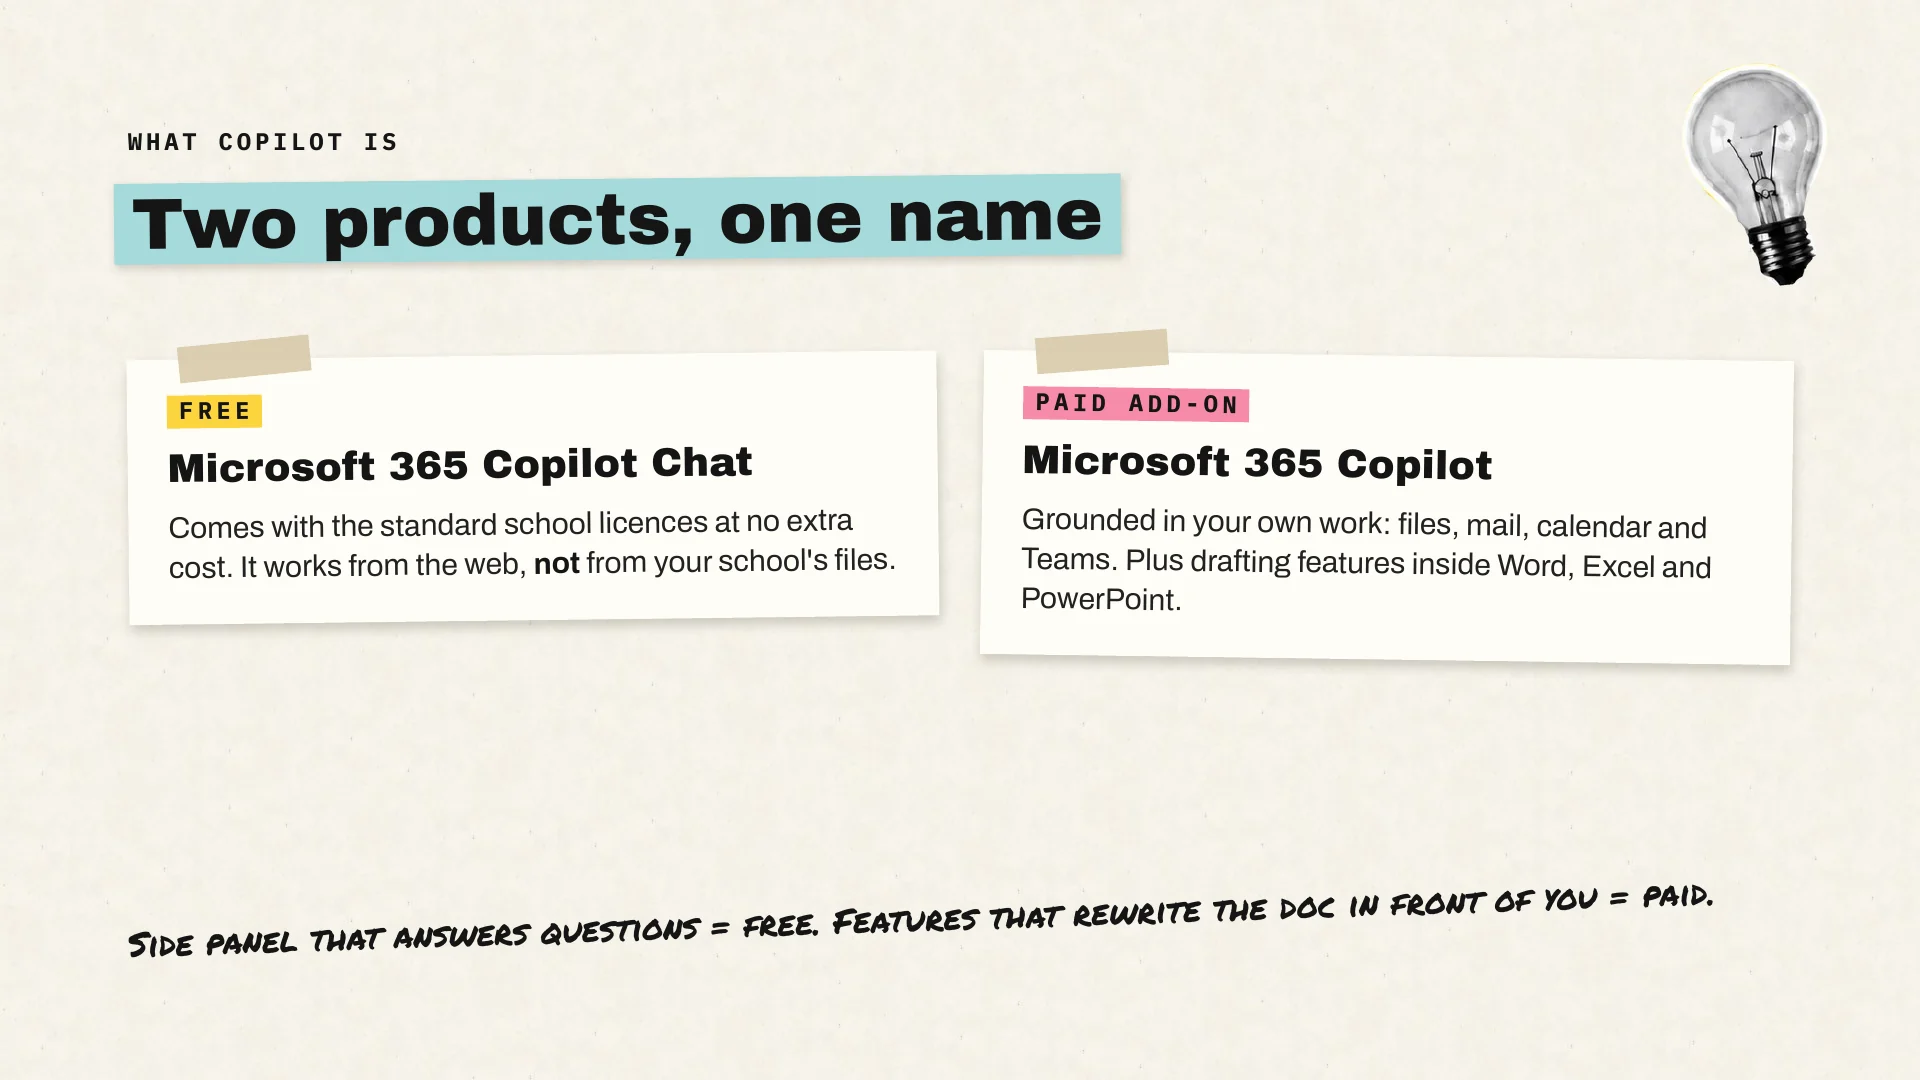 WHAT COPILOT IS
Two products, one name
FREE
Microsoft 365 Copilot Chat
Comes with the standard school licences at no extra
cost. It works from the web, not from your school's files.
PAID ADD-ON
Microsoft 365 Copilot
Grounded in your own work: files, mail, calendar and
Teams. Plus drafting features inside Word, Excel and
PowerPoint.
Side panel that answers questions = free. Features that rewrite the doc in front of you = paid.